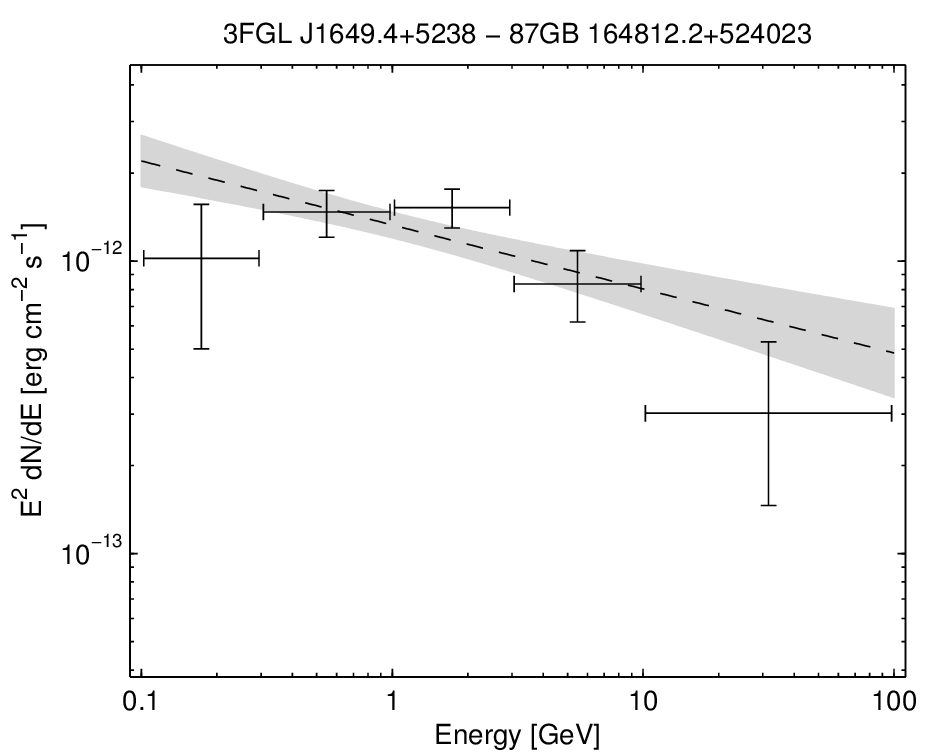 3FGL J1649.4+5238 − 87GB 164812.2+524023
E² dN/dE [erg cm⁻² s⁻¹]
10⁻¹²
10⁻¹³
0.1 1 10 100
Energy [GeV]